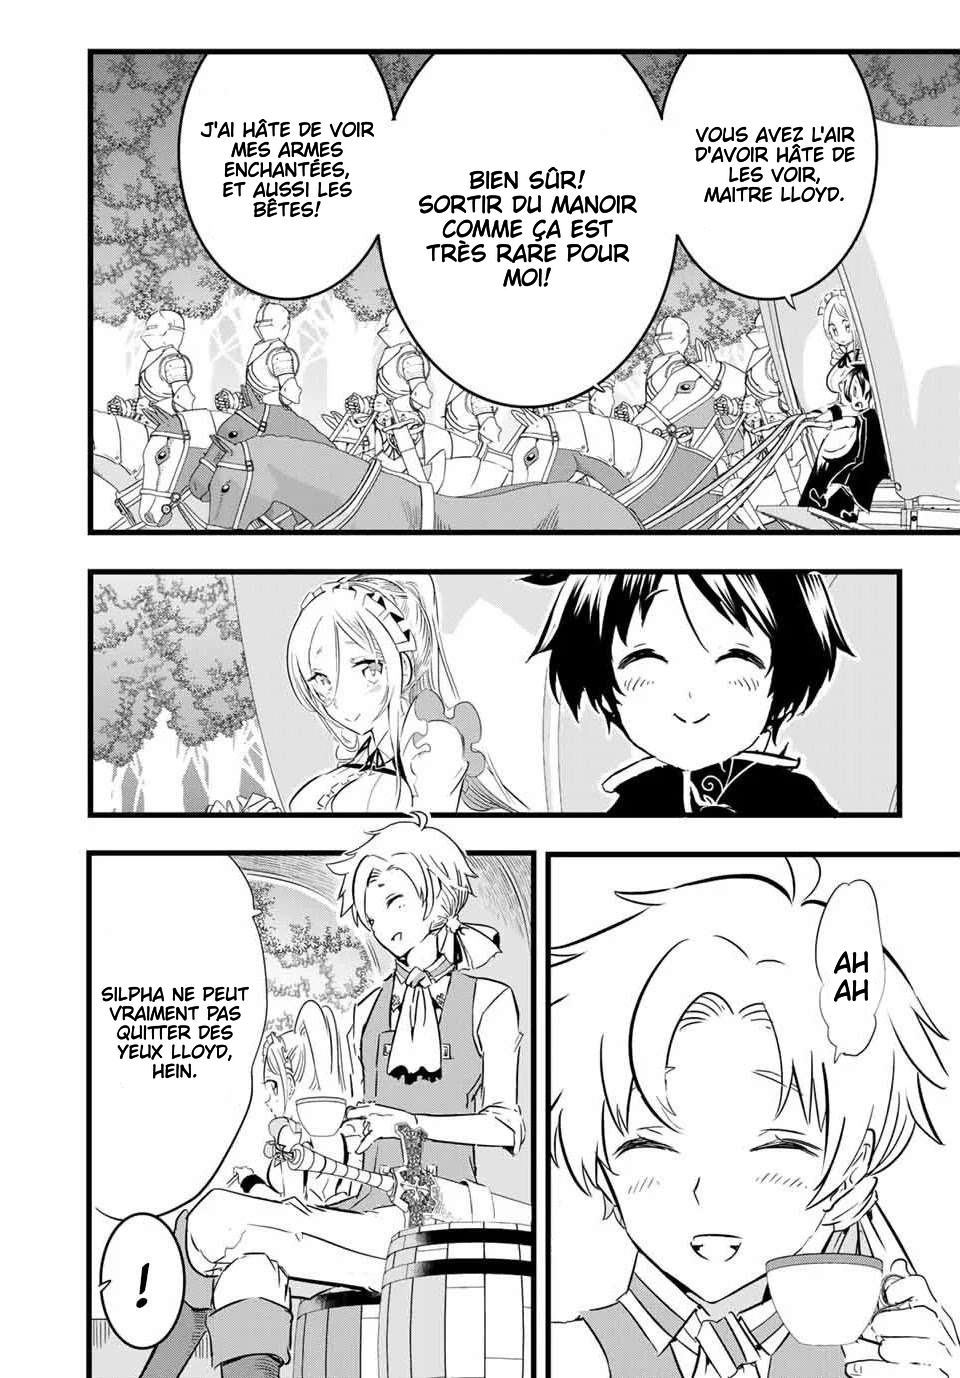 VOUS AVEZ L'AIR
D'AVOIR HÂTE DE
LES VOIR,
MAITRE LLOYD.
BIEN SÛR!
SORTIR DU MANOIR
COMME ÇA EST
TRÈS RARE POUR
MOI!
J'AI HÂTE DE VOIR
MES ARMES
ENCHANTÉES,
ET AUSSI LES
BÊTES!
AH
AH
SILPHA NE PEUT
VRAIMENT PAS
QUITTER DES
YEUX LLOYD,
HEIN.
!